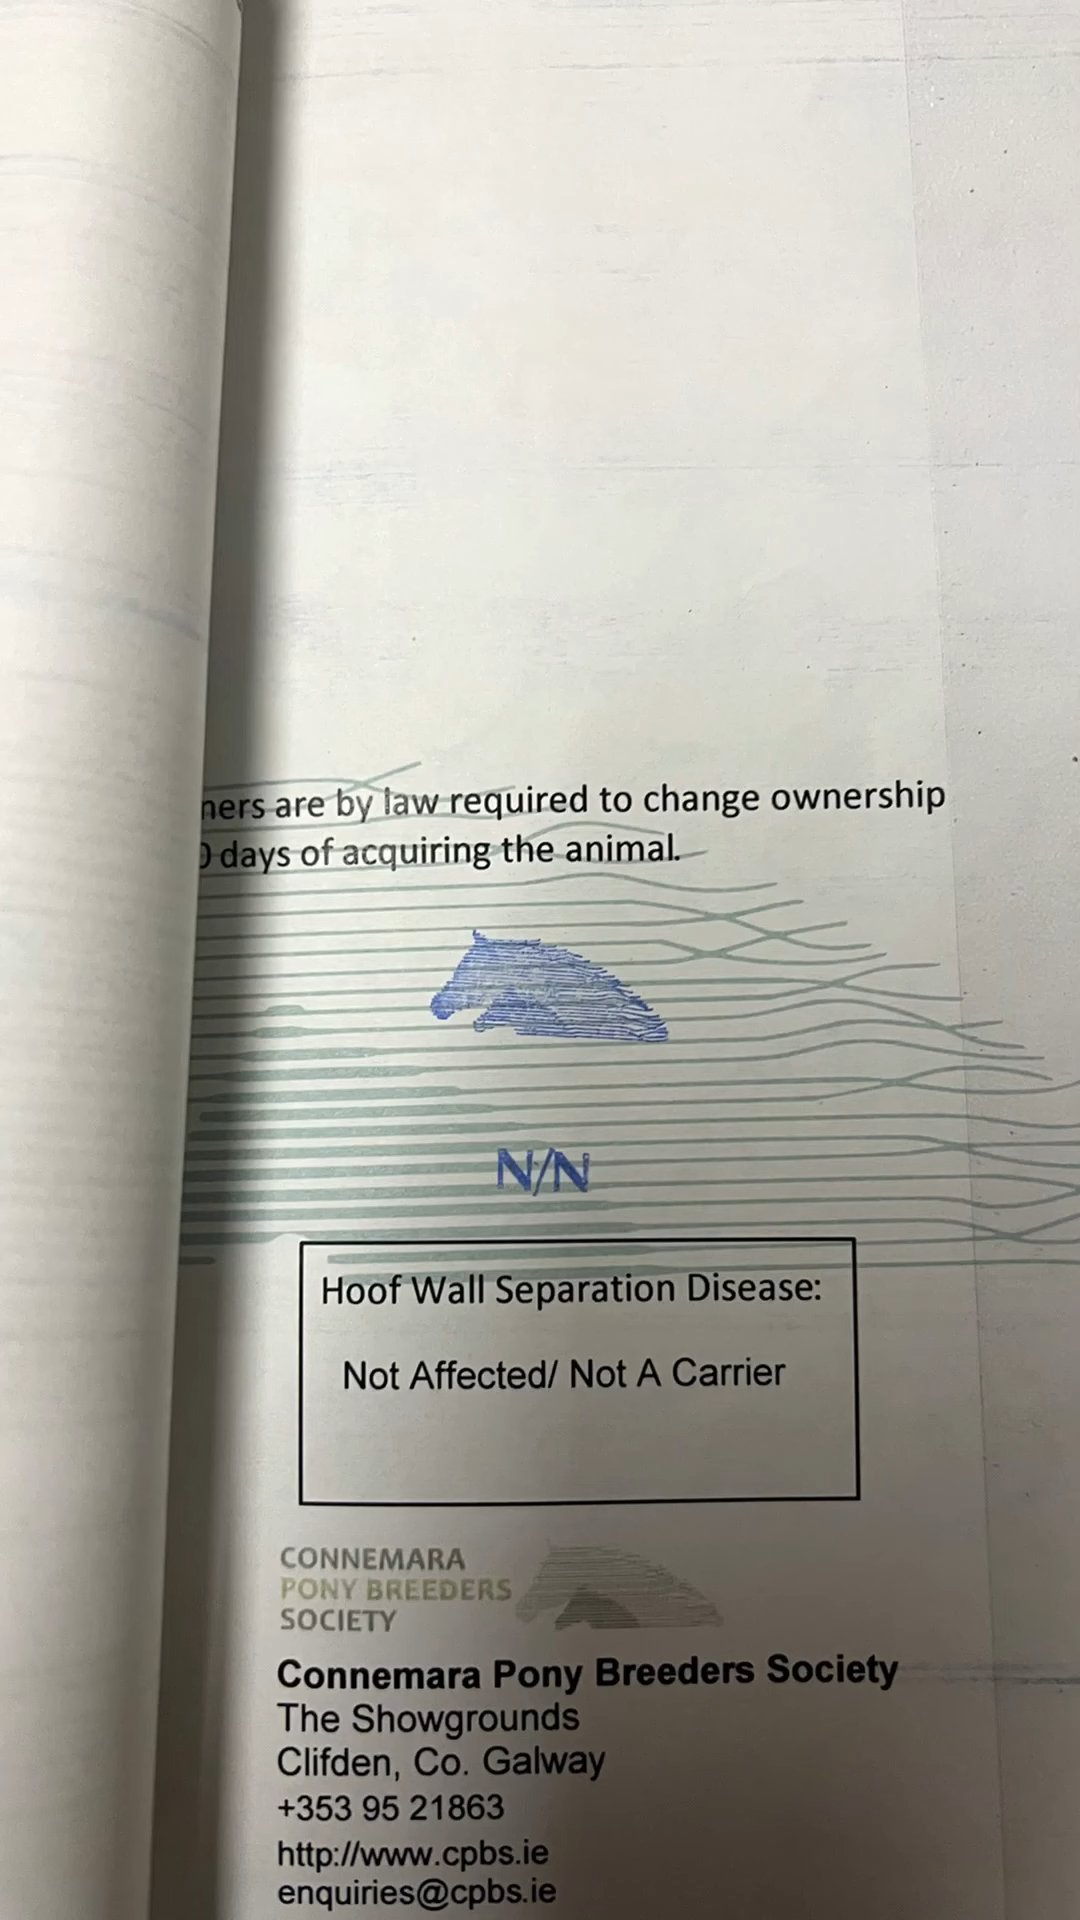 are by law required to change ownership
days of acquiring the animal.
N/N
Hoof Wall Separation Disease:
Not Affected/ Not A Carrier
CONNEMARA
PONY BREEDERS
SOCIETY
Connemara Pony Breeders Society
The Showgrounds
Clifden, Co. Galway
+353 95 21863
http://www.cpbs.ie
enquiries@cpbs.ie